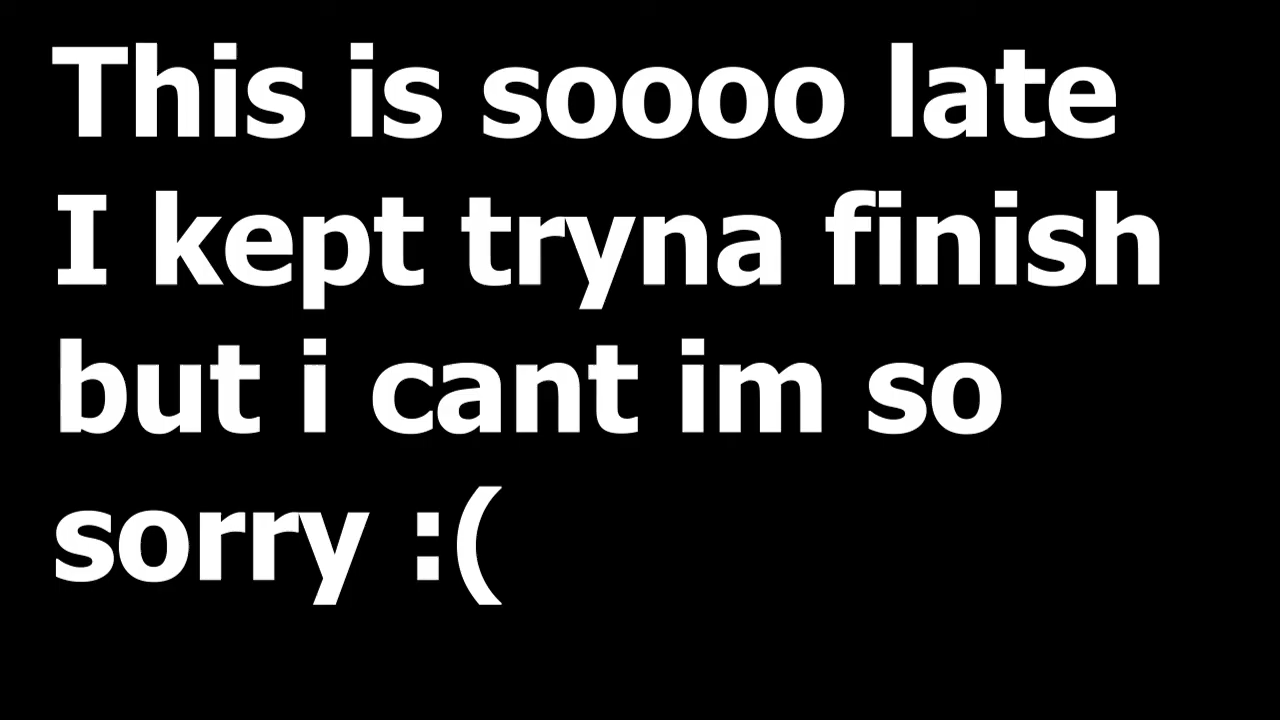 This is soooo late
I kept tryna finish
but i cant im so
sorry :(